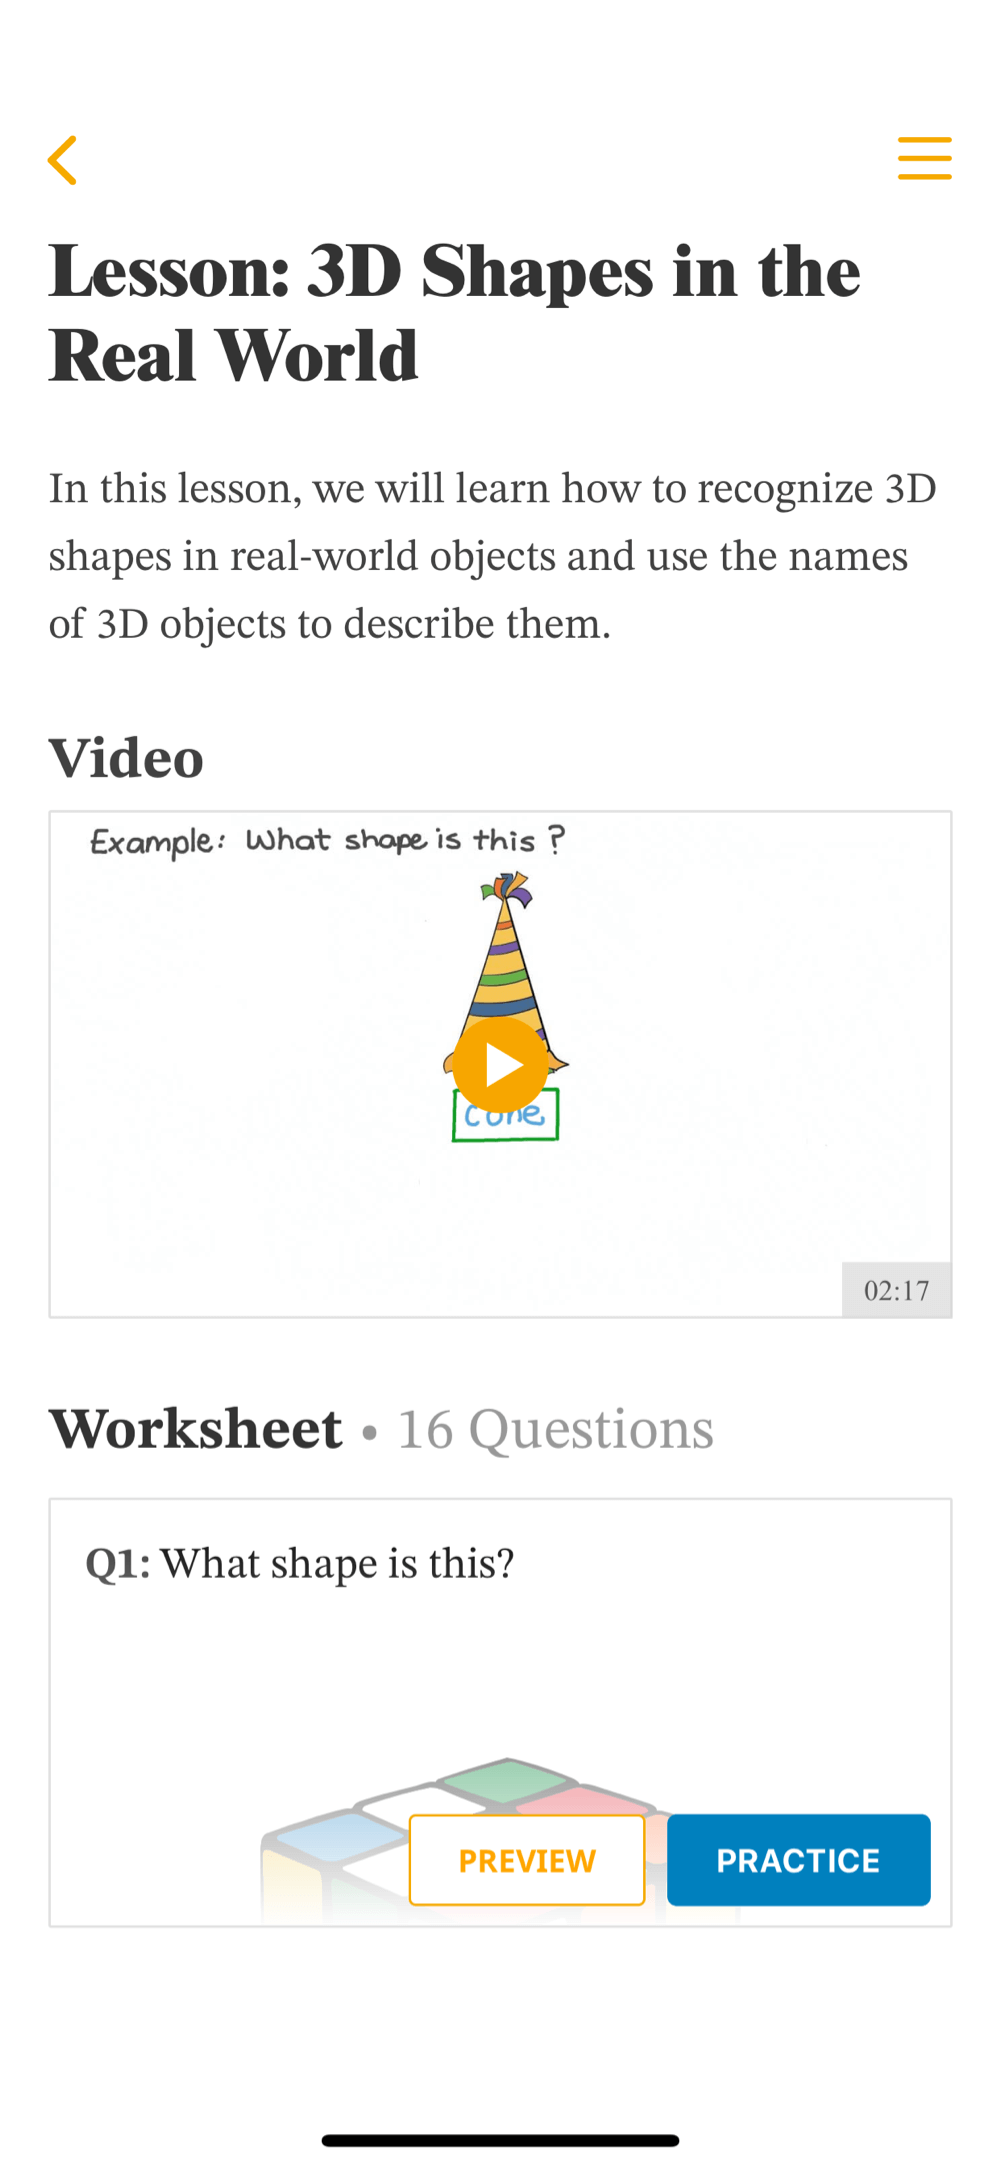 Lesson: 3D Shapes in the
Real World
In this lesson, we will learn how to recognize 3D
shapes in real-world objects and use the names
of 3D objects to describe them.
Video
Example: What shape is this ?
cone
02:17
Worksheet • 16 Questions
Q1: What shape is this?
PREVIEW
PRACTICE